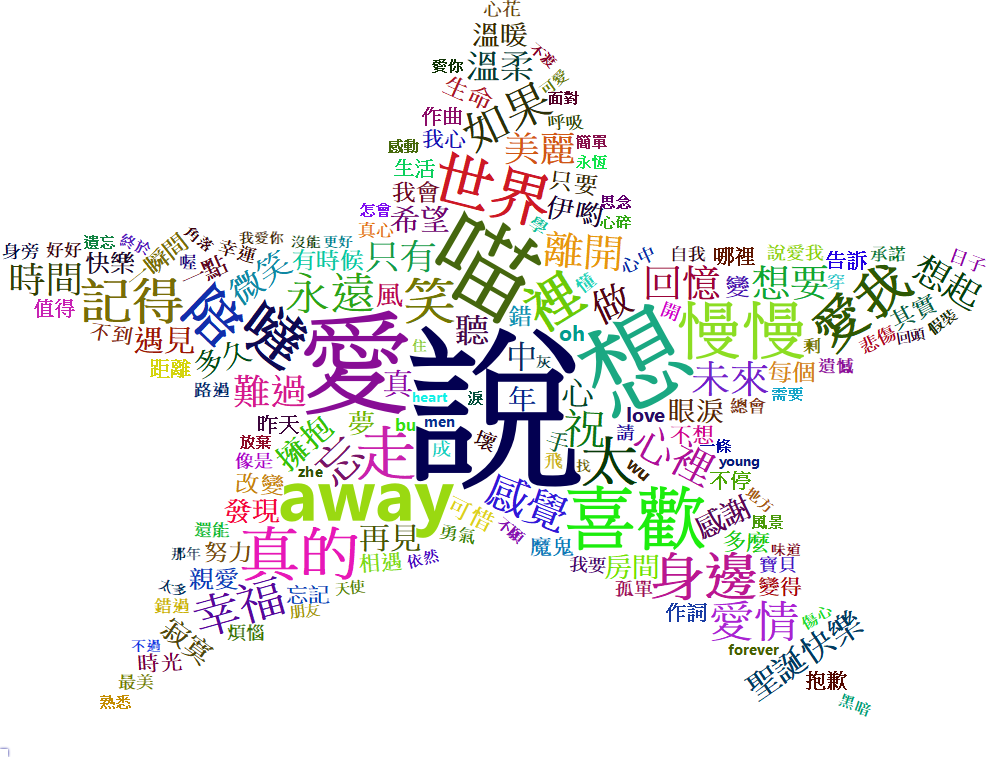 心花
溫暖
不淚
愛你
溫柔
可愛
生命
面對
如果
作曲
呼吸
我心
簡單
感動
美麗
永恆
生活
世界
只要
我會
思念
怎會
希望
伊喲
心碎
真心
學
喵
角落
幸運
我愛你
沒能
更好
身旁
好好
遺忘
終於
瞬間
喔
一點
有時候
只有
離開
心中
自我
哪裡
說愛我
承諾
日子
時間
快樂
微笑
裡
懂
回憶
變
想要
告訴
想起
值得
記得
陪
噠
永遠
風
笑
聽
錯
oh
做
開
穿
愛我
其實
不到
遇見
多久
愛
說
想
慢慢
剩
悲傷
回頭
假裝
距離
路過
難過
真
住
中
灰
未來
每個
遺憾
heart
淚
年
心
love
眼淚
總會
需要
昨天
夢
bu
men
祝
請
放棄
擁抱
忘
走
成
壞
手
飛
我
太
wu
心裡
不想
一條
young
像是
zhe
改變
away
可惜
感覺
喜歡
不停
感謝
地方
發現
不願
風景
還能
真的
再見
勇氣
魔鬼
多麼
味道
那年
努力
相遇
依然
我要
房間
身邊
寶貝
親愛
天使
孤單
變得
太多
錯過
幸福
忘記
朋友
作詞
愛情
傷心
煩惱
不過
寂寞
forever
時光
聖誕快樂
最美
抱歉
熟悉
黑暗